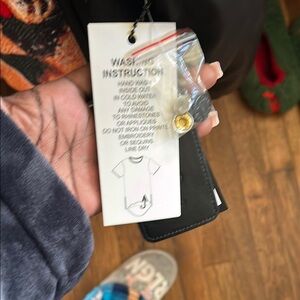 WASHING
INSTRUCTION
HAND WASH
INSIDE OUT
IN COLD WATER
TO AVOID
ANY DAMAGE
TO RHINESTONES
OR APPLIQUES
DO NOT IRON ON PRINTS,
EMBROIDERY
OR SEQUINS
LINE DRY